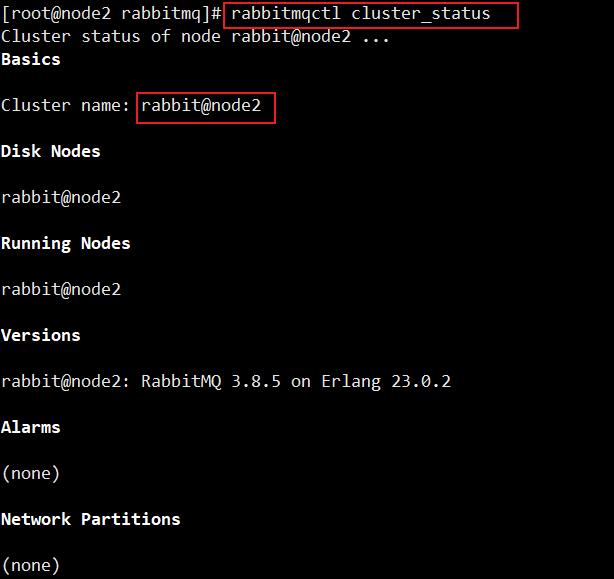 [root@node2 rabbitmq]# rabbitmqctl cluster_status
Cluster status of node rabbit@node2 ...
Basics
Cluster name: rabbit@node2
Disk Nodes
rabbit@node2
Running Nodes
rabbit@node2
Versions
rabbit@node2: RabbitMQ 3.8.5 on Erlang 23.0.2
Alarms
(none)
Network Partitions
(none)